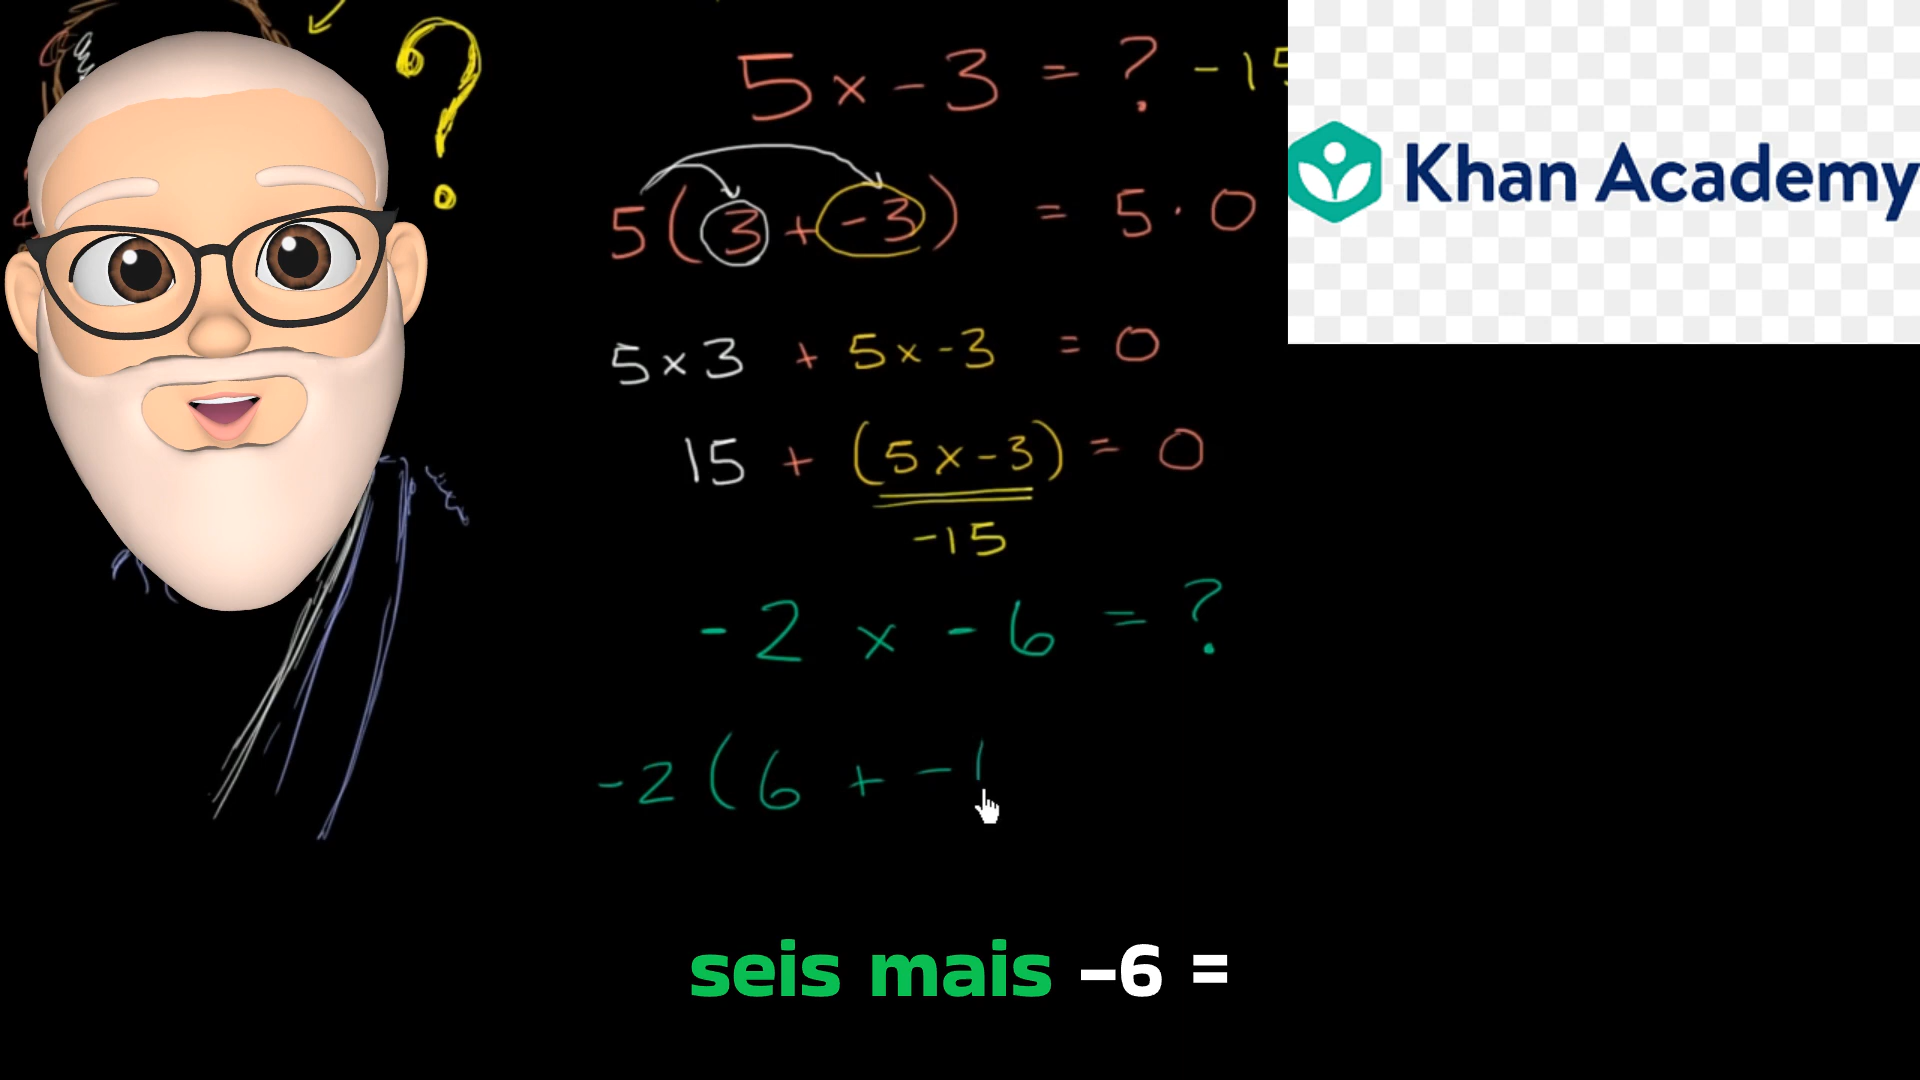 ?
5 x -3 = ? -15
Khan Academy
5(3 + -3) = 5 · 0
5 x 3 + 5 x -3 = 0
15 + (5 x -3) = 0
-15
-2 x -6 = ?
-2 (6 + -
seis mais -6 =